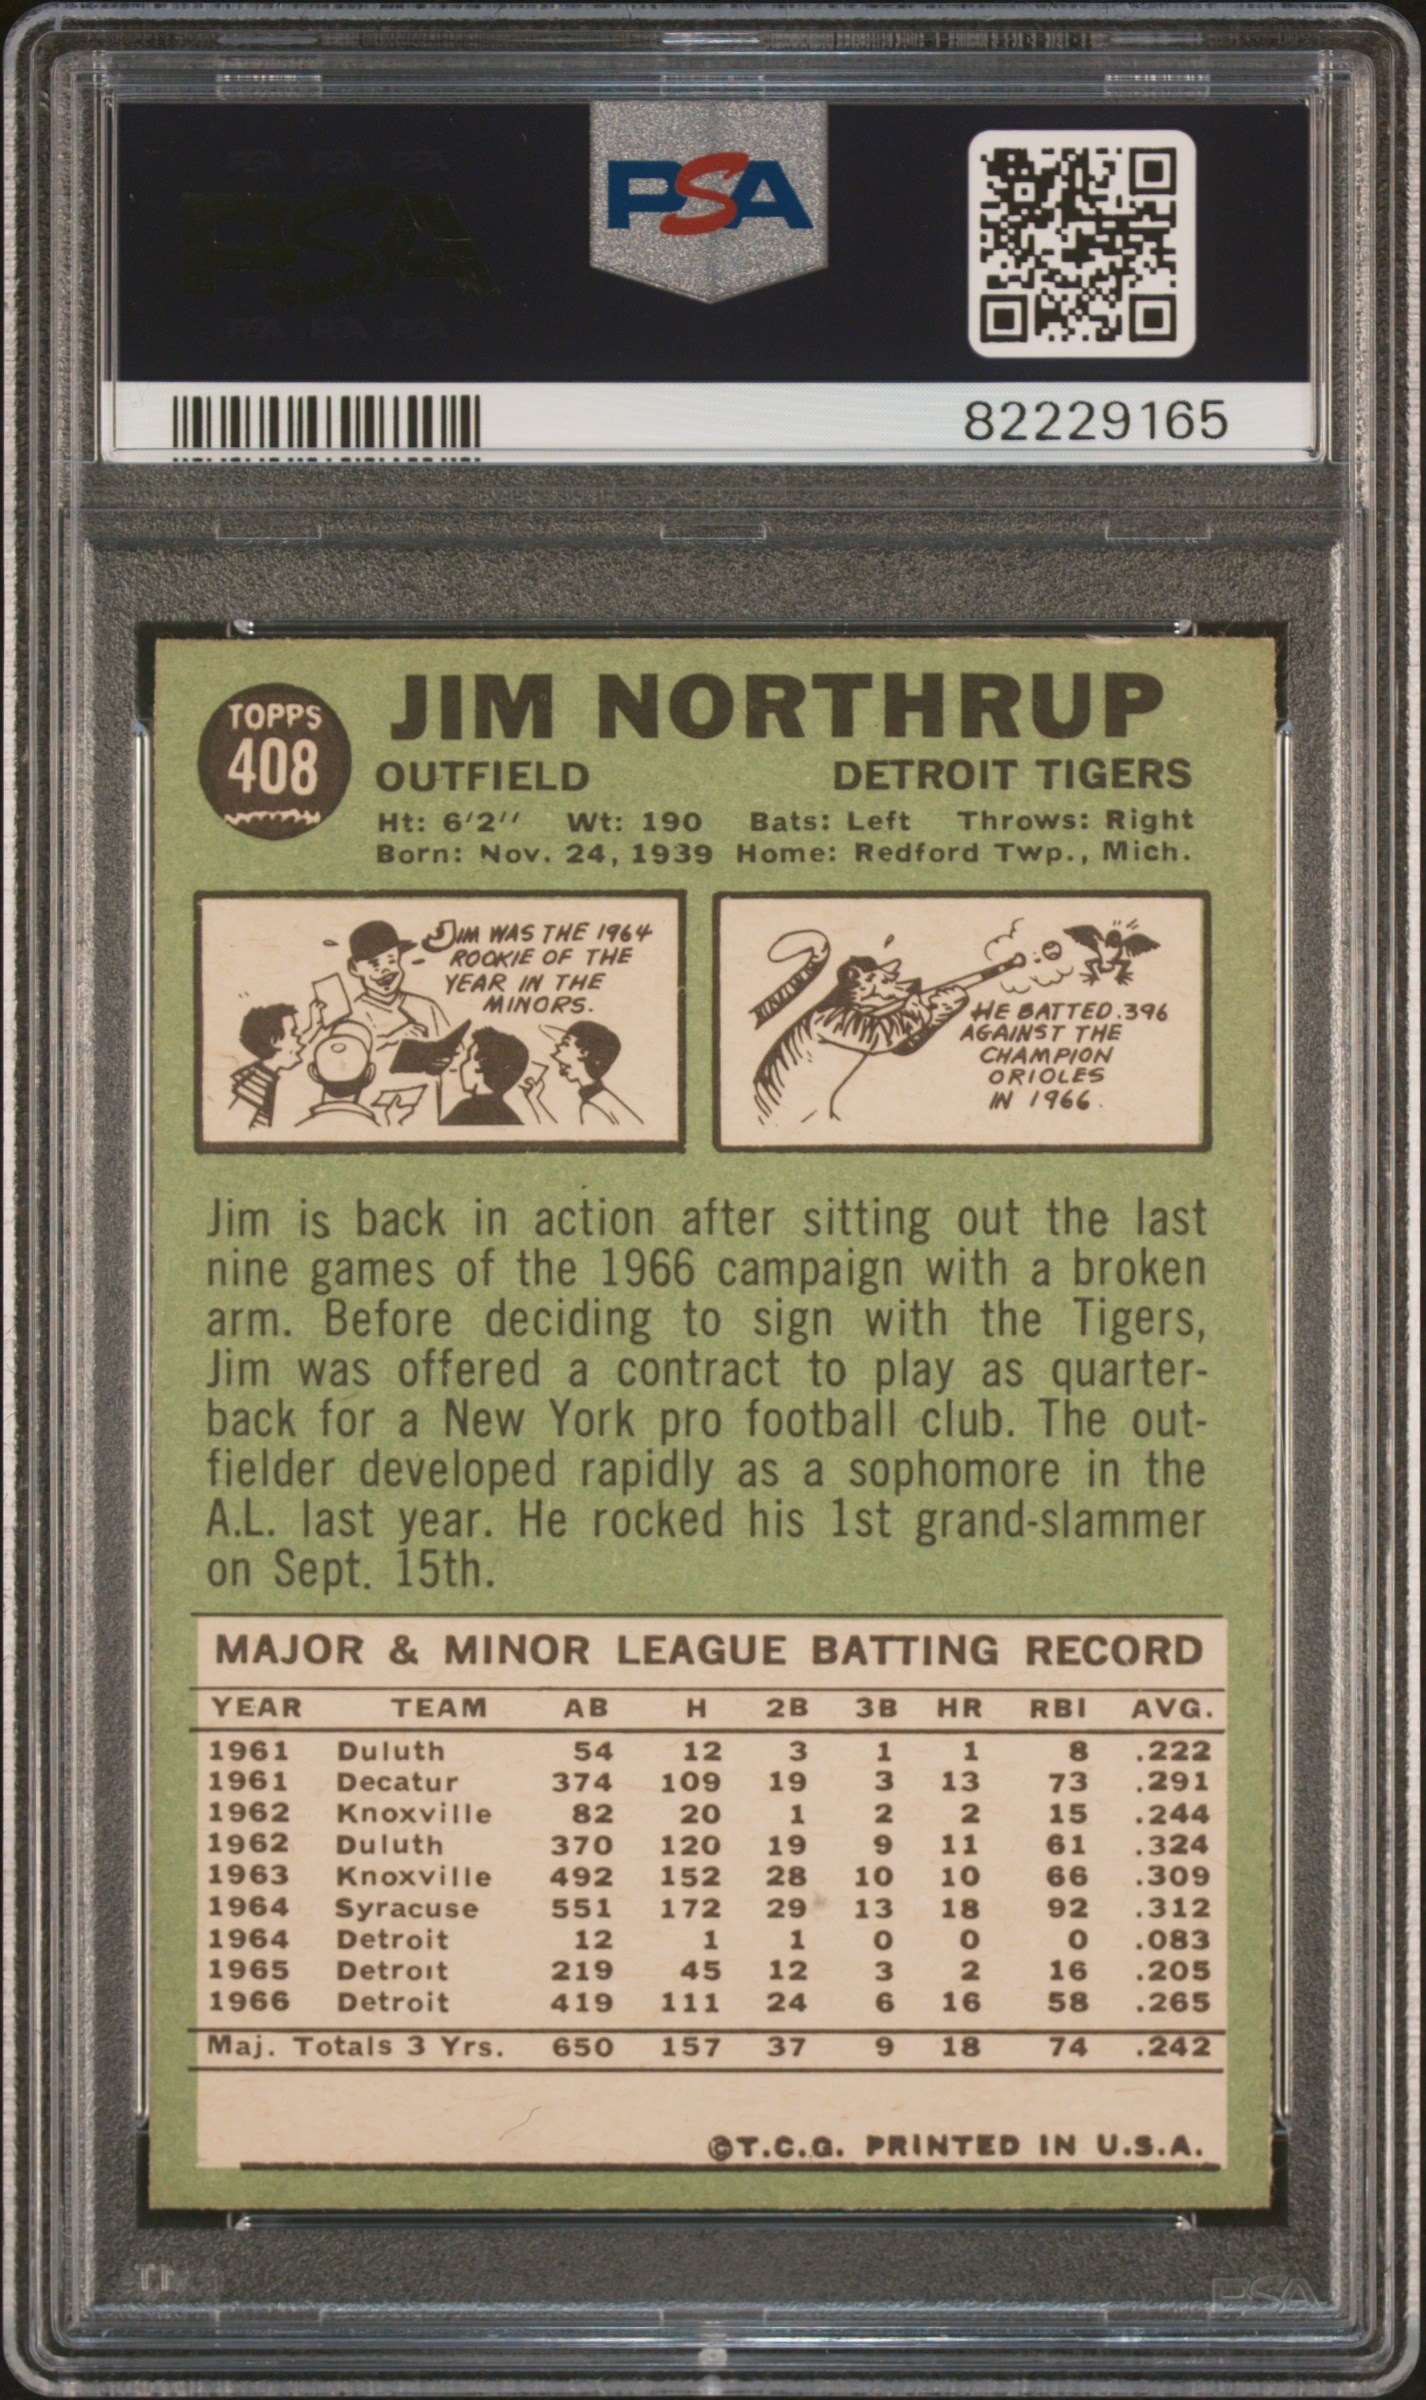 PSA
PSA
82229165
TOPPS
408
JIM NORTHRUP
OUTFIELD DETROIT TIGERS
Ht: 6'2'' Wt: 190 Bats: Left Throws: Right
Born: Nov. 24, 1939 Home: Redford Twp., Mich.
JIM WAS THE 1964
ROOKIE OF THE
YEAR IN THE
MINORS.
HE BATTED .396
AGAINST THE
CHAMPION
ORIOLES
IN 1966.
Jim is back in action after sitting out the last
nine games of the 1966 campaign with a broken
arm. Before deciding to sign with the Tigers,
Jim was offered a contract to play as quarter-
back for a New York pro football club. The out-
fielder developed rapidly as a sophomore in the
A.L. last year. He rocked his 1st grand-slammer
on Sept. 15th.
MAJOR & MINOR LEAGUE BATTING RECORD
YEAR TEAM AB H 2B 3B HR RBI AVG.
1961 Duluth 54 12 3 1 1 8 .222
1961 Decatur 374 109 19 3 13 73 .291
1962 Knoxville 82 20 1 2 2 15 .244
1962 Duluth 370 120 19 9 11 61 .324
1963 Knoxville 492 152 28 10 10 66 .309
1964 Syracuse 551 172 29 13 18 92 .312
1964 Detroit 12 1 1 0 0 0 .083
1965 Detroit 219 45 12 3 2 16 .205
1966 Detroit 419 111 24 6 16 58 .265
Maj. Totals 3 Yrs. 650 157 37 9 18 74 .242
©T.C.G. PRINTED IN U.S.A.
PSA